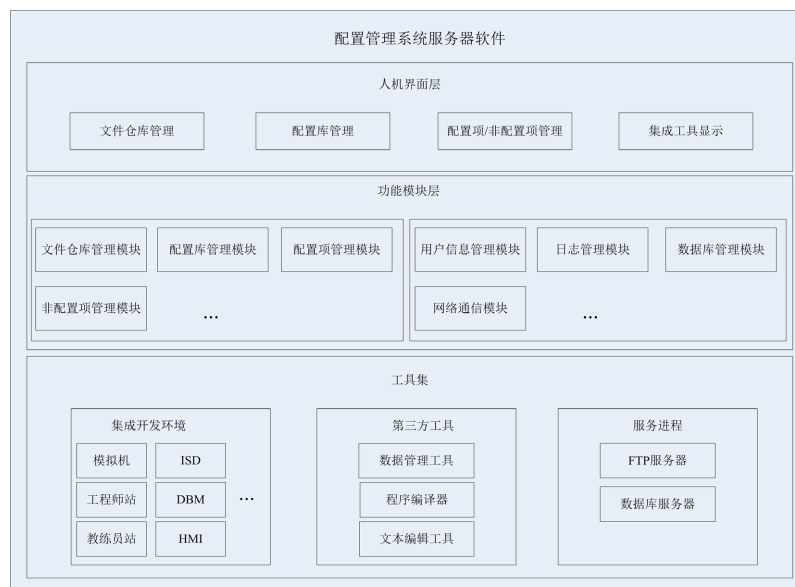 配置管理系统服务器软件
人机界面层
文件仓库管理
配置库管理
配置项/非配置项管理
集成工具显示
功能模块层
文件仓库管理模块
配置库管理模块
配置项管理模块
非配置项管理模块
...
用户信息管理模块
日志管理模块
数据库管理模块
网络通信模块
...
工具集
集成开发环境
模拟机
ISD
工程师站
DBM
...
教练员站
HMI
第三方工具
数据管理工具
程序编译器
文本编辑工具
服务进程
FTP服务器
数据库服务器